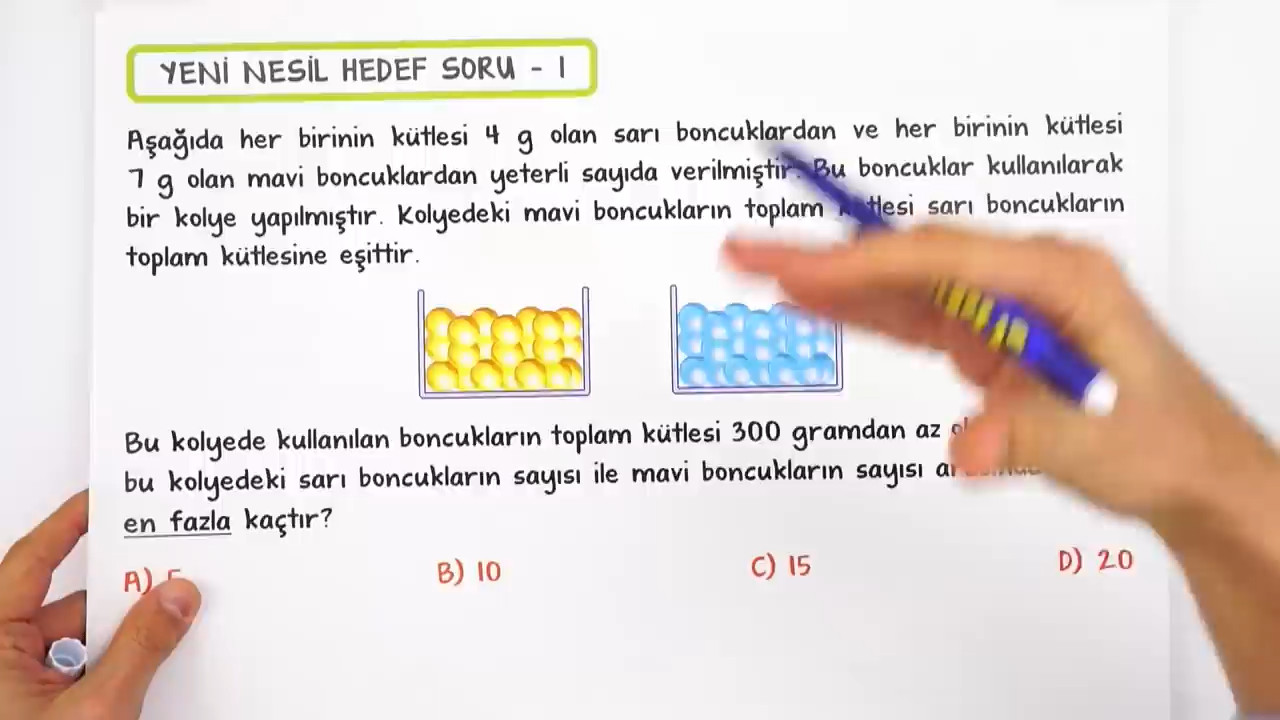 YENİ NESİL HEDEF SORU - 1
Aşağıda her birinin kütlesi 4 g olan sarı boncuklardan ve her birinin kütlesi
7 g olan mavi boncuklardan yeterli sayıda verilmiştir. Bu boncuklar kullanılarak
bir kolye yapılmıştır. Kolyedeki mavi boncukların toplam kütlesi sarı boncukların
toplam kütlesine eşittir.
Bu kolyede kullanılan boncukların toplam kütlesi 300 gramdan az
bu kolyedeki sarı boncukların sayısı ile mavi boncukların sayısı
en fazla kaçtır?
A)
B) 10
C) 15
D) 20